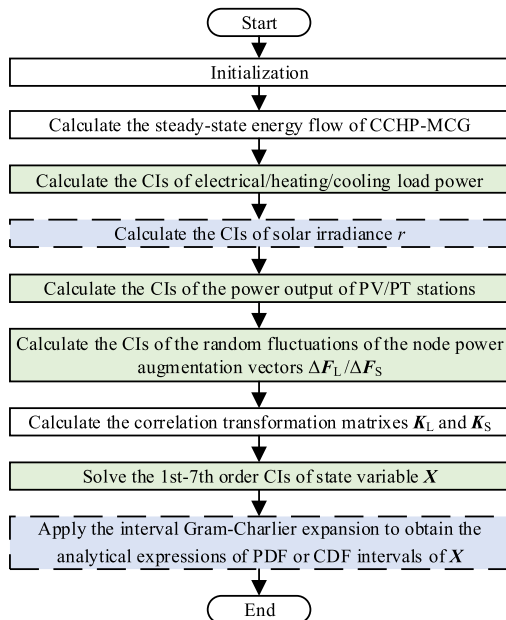 Start
Initialization
Calculate the steady-state energy flow of CCHP-MCG
Calculate the CIs of electrical/heating/cooling load power
Calculate the CIs of solar irradiance r
Calculate the CIs of the power output of PV/PT stations
Calculate the CIs of the random fluctuations of the node power
augmentation vectors ΔF_L/ΔF_S
Calculate the correlation transformation matrixes K_L and K_S
Solve the 1st-7th order CIs of state variable X
Apply the interval Gram-Charlier expansion to obtain the
analytical expressions of PDF or CDF intervals of X
End